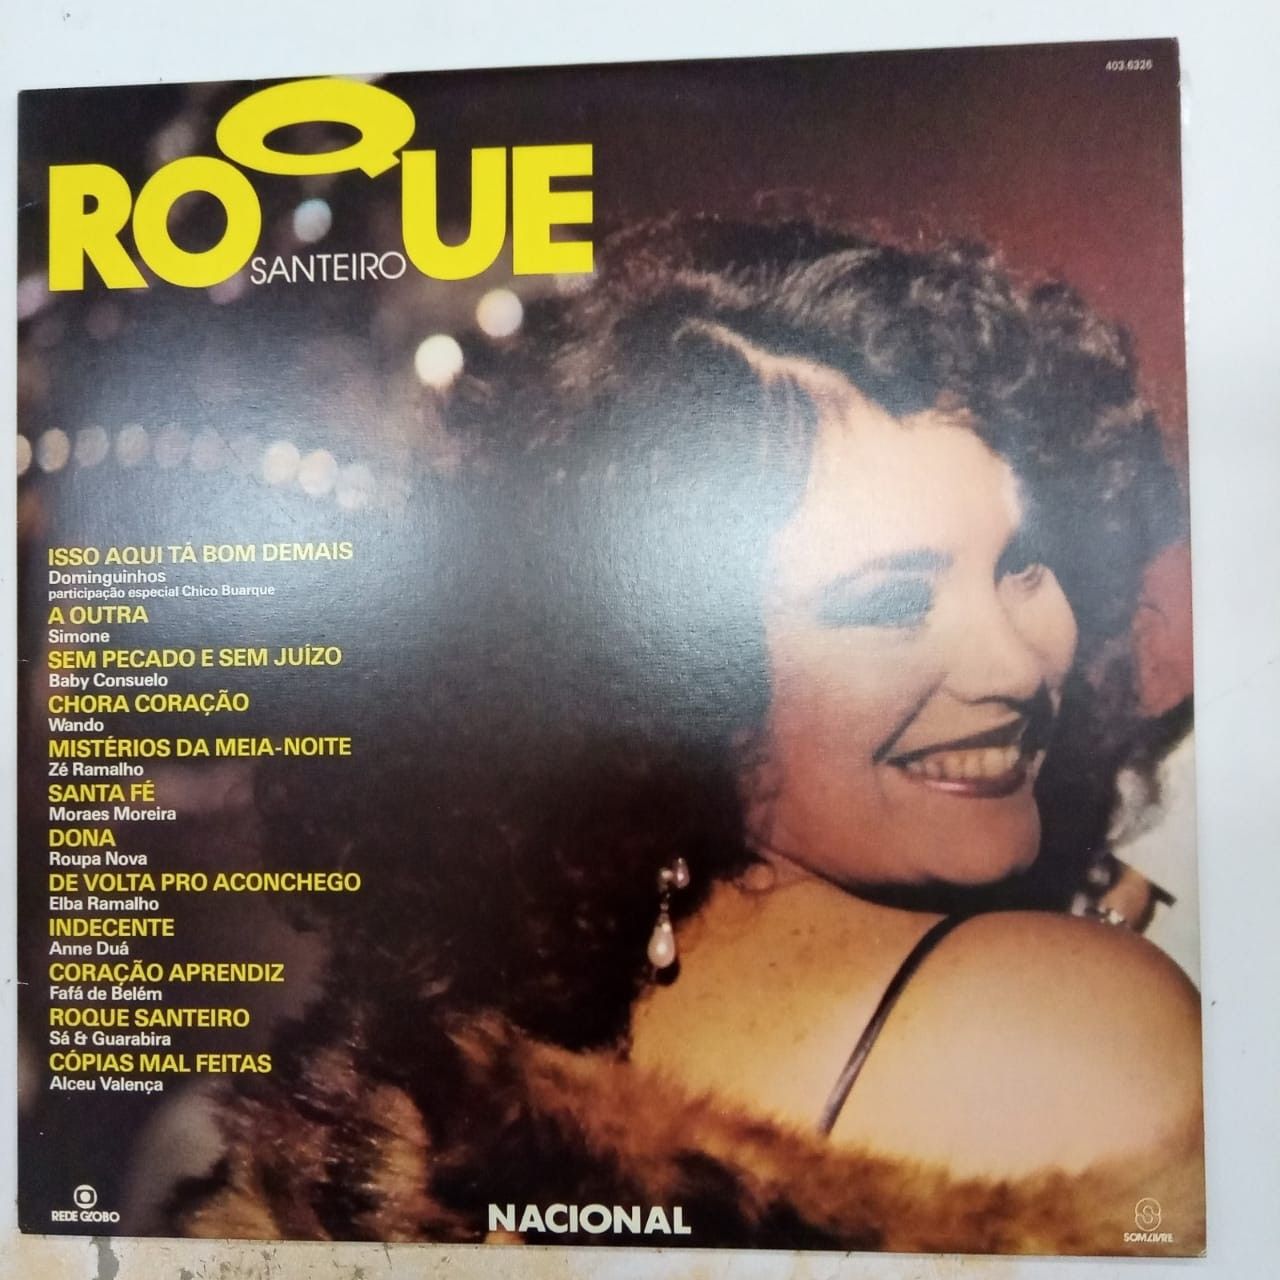 403.6326
ROQUE
SANTEIRO
ISSO AQUI TÁ BOM DEMAIS
Dominguinhos
participação especial Chico Buarque
A OUTRA
Simone
SEM PECADO E SEM JUÍZO
Baby Consuelo
CHORA CORAÇÃO
Wando
MISTÉRIOS DA MEIA-NOITE
Zé Ramalho
SANTA FÉ
Moraes Moreira
DONA
Roupa Nova
DE VOLTA PRO ACONCHEGO
Elba Ramalho
INDECENTE
Anne Duá
CORAÇÃO APRENDIZ
Fafá de Belém
ROQUE SANTEIRO
Sá & Guarabira
CÓPIAS MAL FEITAS
Alceu Valença
REDE GLOBO
NACIONAL
SOM LIVRE